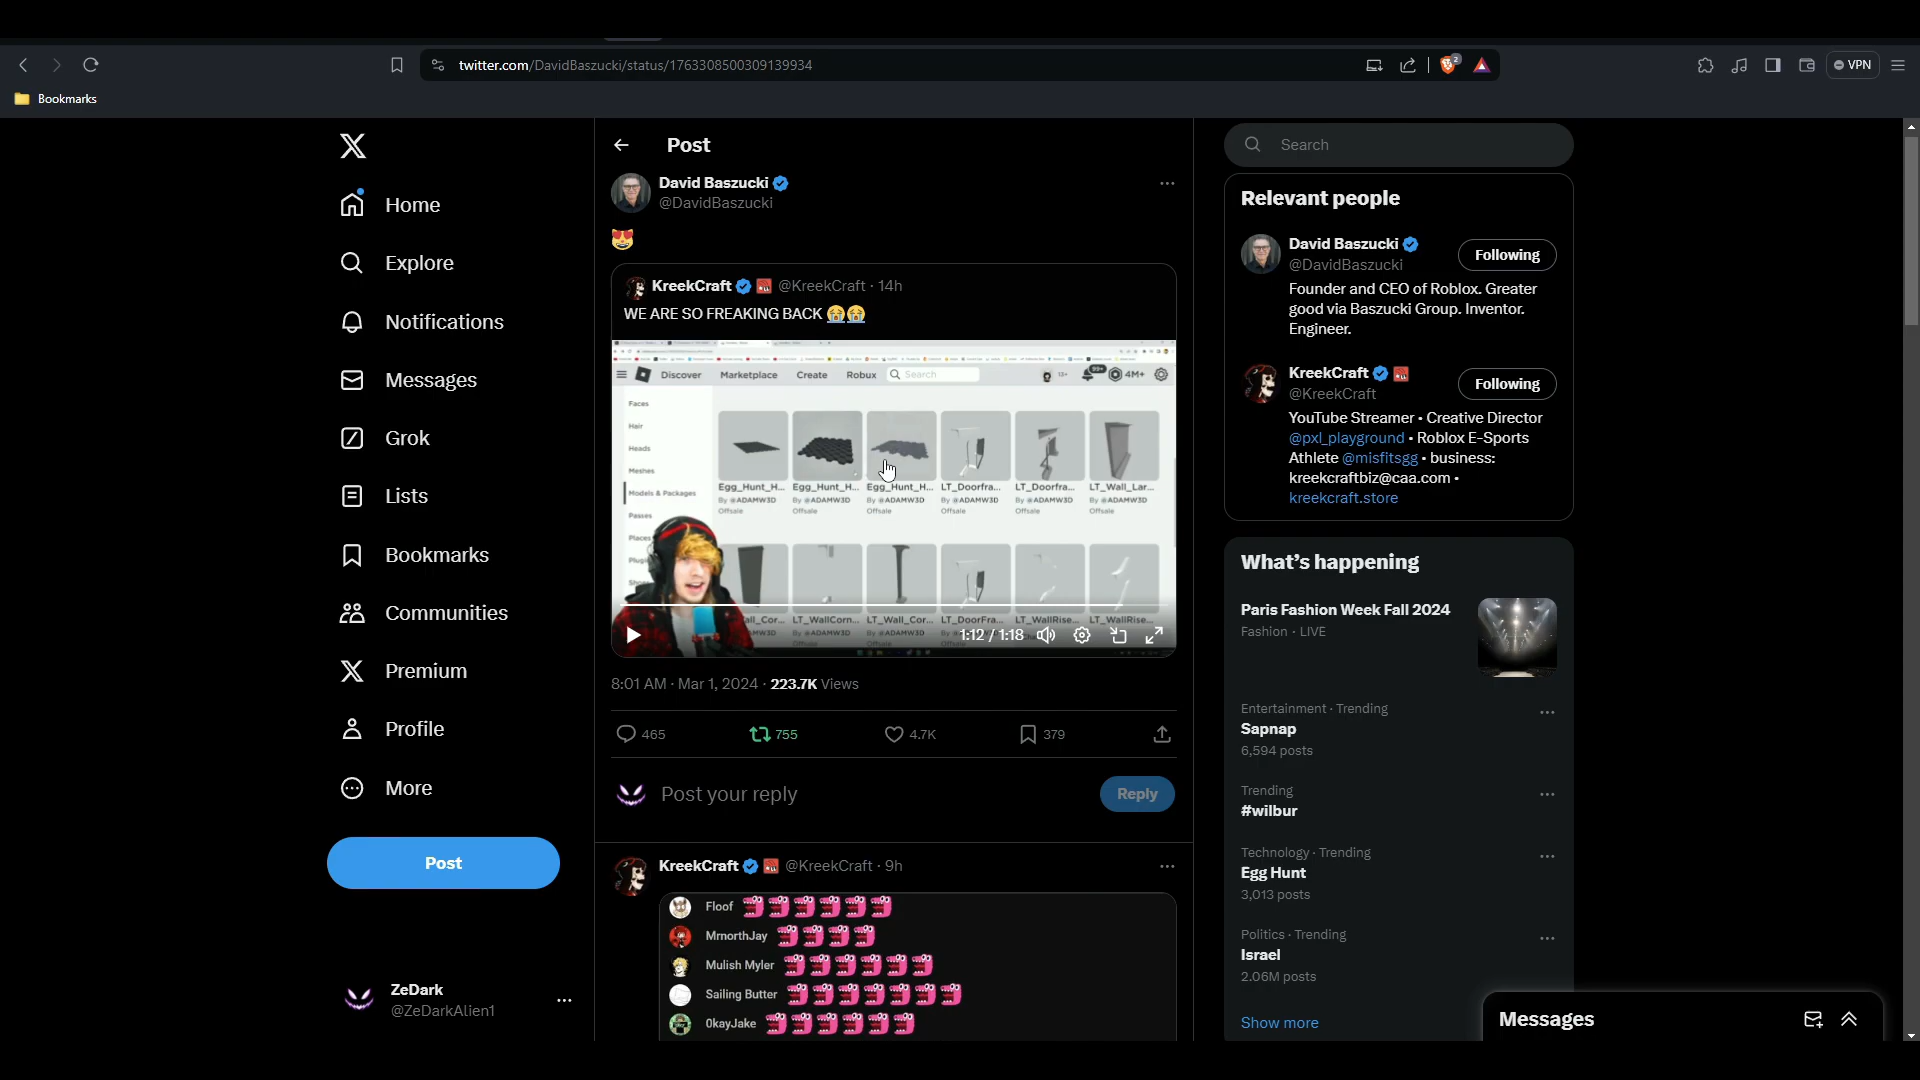 twitter.com/DavidBaszucki/status/1763308500309139934
2
VPN
Bookmarks
Home
Explore
Notifications
Messages
Grok
Lists
Bookmarks
Communities
Premium
Profile
More
Post
ZeDark
@ZeDarkAlien1
Post
David Baszucki
@DavidBaszucki
KreekCraft @KreekCraft · 14h
WE ARE SO FREAKING BACK
Discover Marketplace Create Robux Search 13+ 99+ 4M+
Faces
Hair
Heads
Meshes
Models & Packages
Passes
Places
Egg_Hunt_H... Egg_Hunt_H... Egg_Hunt_H... LT_Doorfra... LT_Doorfra... LT_Wall_Lar...
By @ADAMW3D By @ADAMW3D By @ADAMW3D By @ADAMW3D By @ADAMW3D By @ADAMW3D
Offsale Offsale Offsale Offsale Offsale Offsale
LT_WallCorn... LT_Wall_Cor... LT_DoorFra... LT_WallRise... LT_WallRise...
1:12 / 1:18
8:01 AM · Mar 1, 2024 · 223.7K Views
465 755 4.7K 379
Post your reply
Reply
KreekCraft @KreekCraft · 9h
Floof
MrnorthJay
Mulish Myler
Sailing Butter
0kayJake
Search
Relevant people
David Baszucki
@DavidBaszucki
Following
Founder and CEO of Roblox. Greater
good via Baszucki Group. Inventor.
Engineer.
KreekCraft
@KreekCraft
Following
YouTube Streamer • Creative Director
@pxl_playground • Roblox E-Sports
Athlete @misfitsgg • business:
kreekcraftbiz@caa.com •
kreekcraft.store
What's happening
Paris Fashion Week Fall 2024
Fashion · LIVE
Entertainment · Trending
Sapnap
6,594 posts
Trending
#wilbur
Technology · Trending
Egg Hunt
3,013 posts
Politics · Trending
Israel
2.06M posts
Show more
Messages